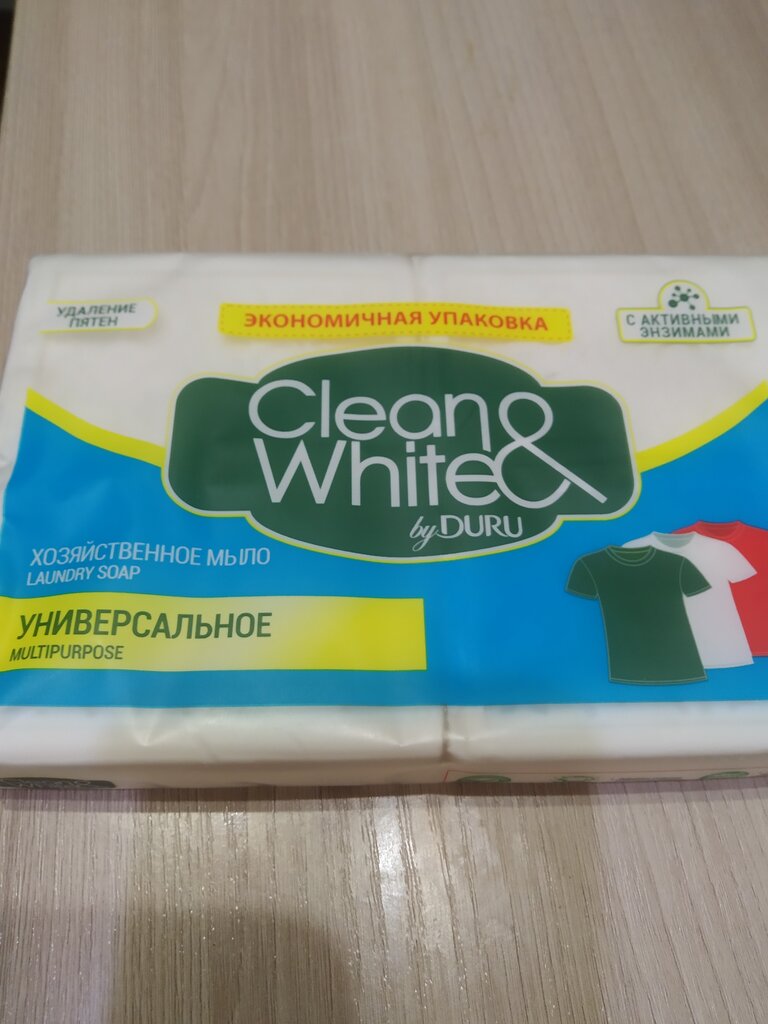 УДАЛЕНИЕ
ПЯТЕН
ЭКОНОМИЧНАЯ УПАКОВКА
С АКТИВНЫМИ
ЭНЗИМАМИ
Clean &
White
by DURU
ХОЗЯЙСТВЕННОЕ МЫЛО
LAUNDRY SOAP
УНИВЕРСАЛЬНОЕ
MULTIPURPOSE